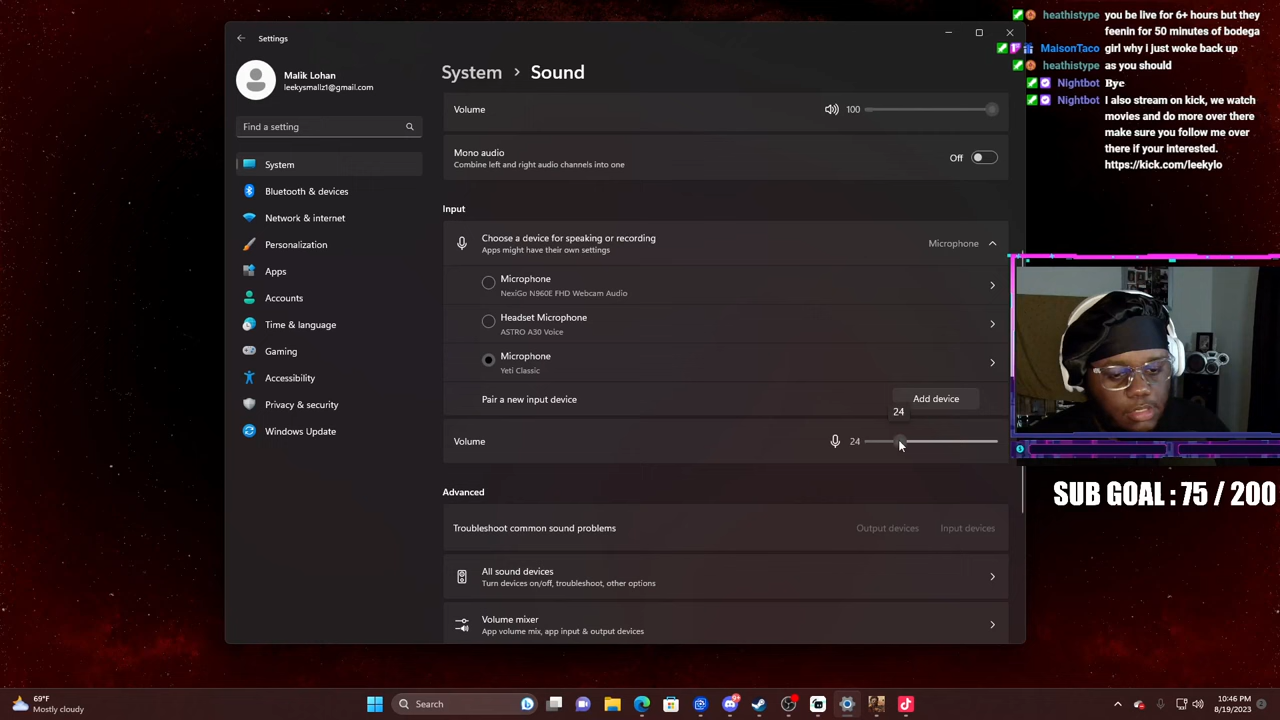 Settings
Malik Lohan
leekysmallz1@gmail.com
Find a setting
System
Bluetooth & devices
Network & internet
Personalization
Apps
Accounts
Time & language
Gaming
Accessibility
Privacy & security
Windows Update
System > Sound
Volume
100
Mono audio
Combine left and right audio channels into one
Off
Input
Choose a device for speaking or recording
Apps might have their own settings
Microphone
Microphone
NexiGo N960E FHD Webcam Audio
Headset Microphone
ASTRO A30 Voice
Microphone
Yeti Classic
Pair a new input device
Add device
24
Volume
24
Advanced
Troubleshoot common sound problems
Output devices
Input devices
All sound devices
Turn devices on/off, troubleshoot, other options
Volume mixer
App volume mix, app input & output devices
heathistype you be live for 6+ hours but they
feenin for 50 minutes of bodega
MaisonTaco girl why i just woke back up
heathistype as you should
Nightbot Bye
Nightbot I also stream on kick, we watch
movies and do more over there
make sure you follow me over
there if your interested.
https://kick.com/leekylo
SUB GOAL : 75 / 200
69°F
Mostly cloudy
Search
10:46 PM
8/19/2023